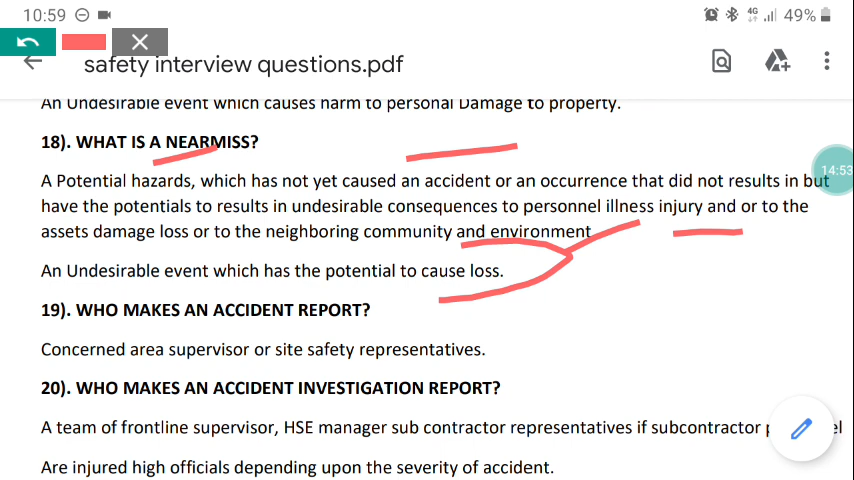 10:59
4G
49%
safety interview questions.pdf
An Undesirable event which causes harm to personal Damage to property.
18). WHAT IS A NEARMISS?
14:53
A Potential hazards, which has not yet caused an accident or an occurrence that did not results in but
have the potentials to results in undesirable consequences to personnel illness injury and or to the
assets damage loss or to the neighboring community and environment
An Undesirable event which has the potential to cause loss.
19). WHO MAKES AN ACCIDENT REPORT?
Concerned area supervisor or site safety representatives.
20). WHO MAKES AN ACCIDENT INVESTIGATION REPORT?
A team of frontline supervisor, HSE manager sub contractor representatives if subcontractor
Are injured high officials depending upon the severity of accident.